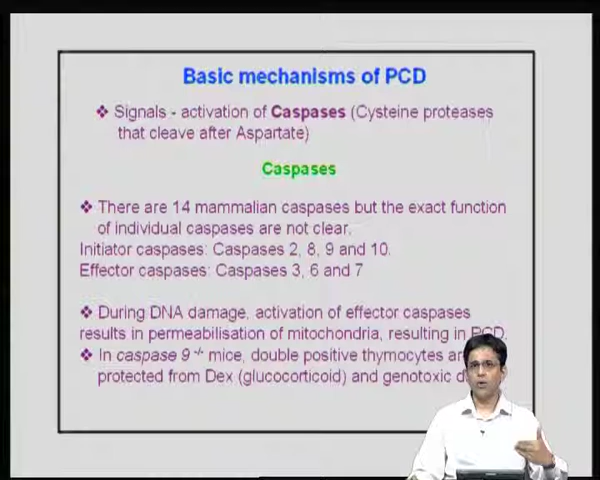 Basic mechanisms of PCD
❖ Signals - activation of Caspases (Cysteine proteases
that cleave after Aspartate)
Caspases
❖ There are 14 mammalian caspases but the exact function
of individual caspases are not clear.
Initiator caspases: Caspases 2, 8, 9 and 10.
Effector caspases: Caspases 3, 6 and 7
❖ During DNA damage, activation of effector caspases
results in permeabilisation of mitochondria, resulting in PCD.
❖ In caspase 9 -/- mice, double positive thymocytes
protected from Dex (glucocorticoid) and genotoxic